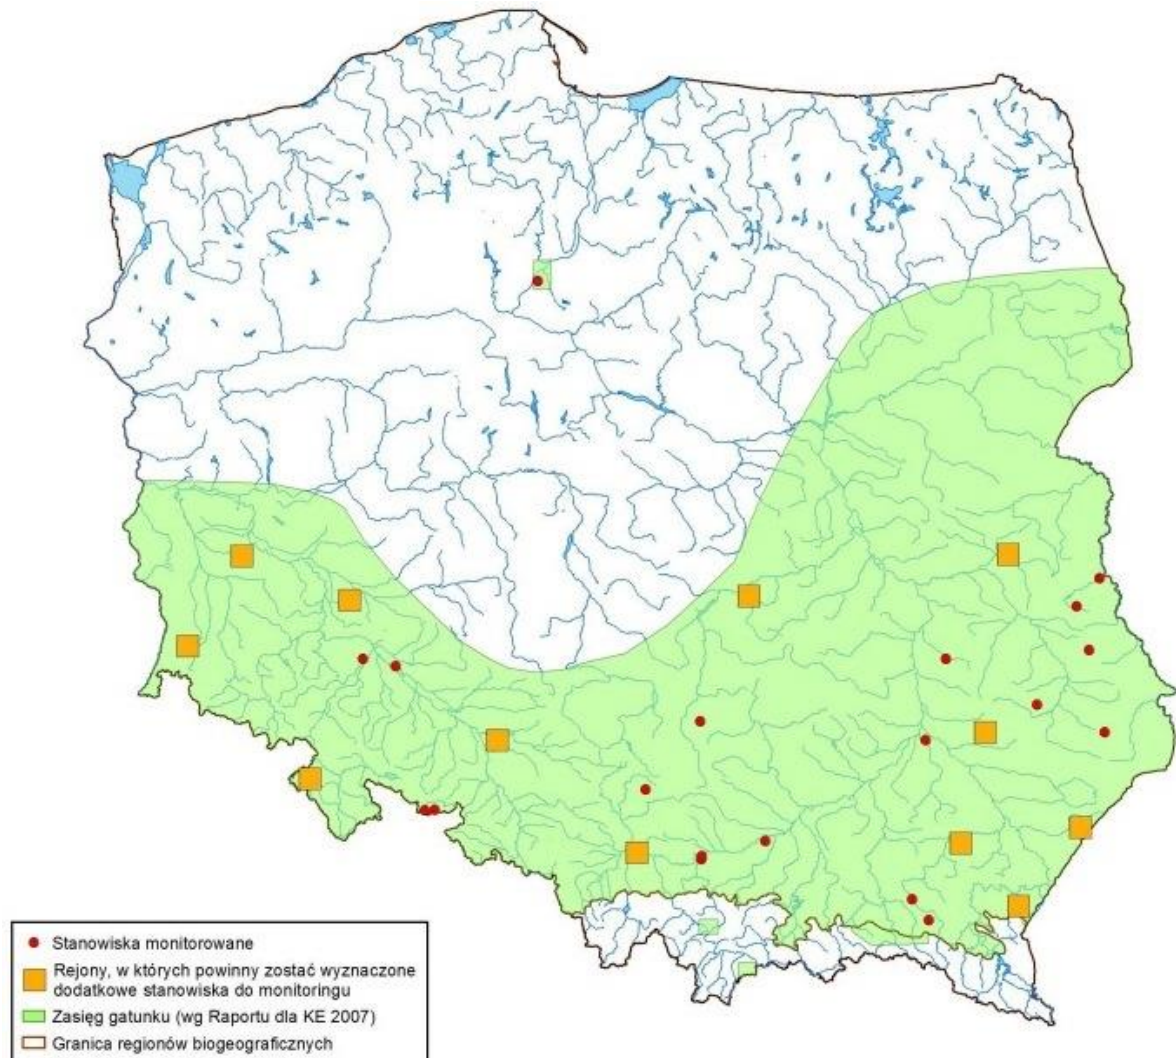 Stanowiska monitorowane
Rejony, w których powinny zostać wyznaczone
dodatkowe stanowiska do monitoringu
Zasięg gatunku (wg Raportu dla KE 2007)
Granica regionów biogeograficznych